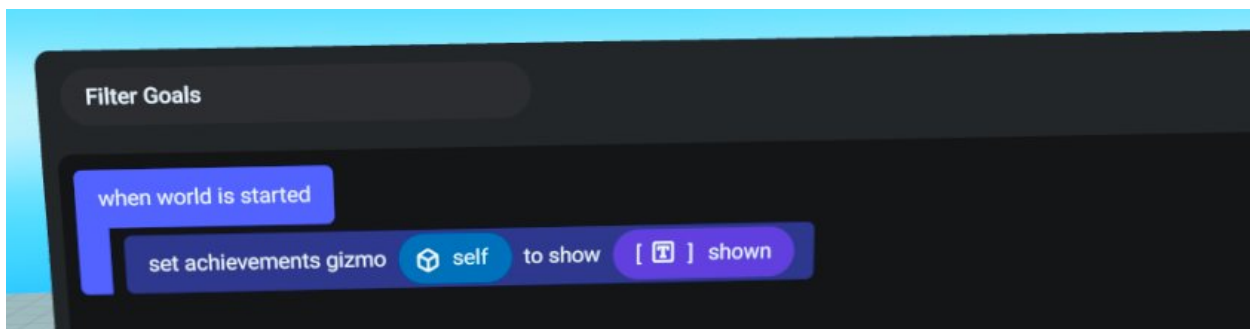 Filter Goals
when world is started
set achievements gizmo self to show [ T ] shown